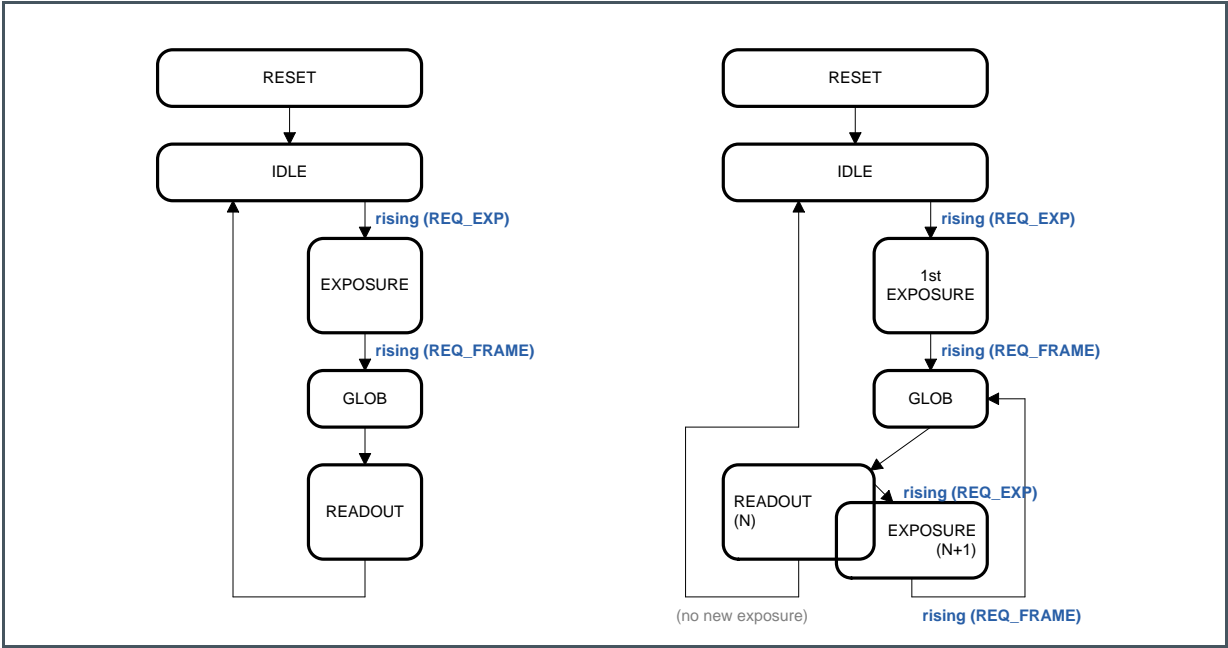 RESET
IDLE
rising (REQ_EXP)
EXPOSURE
rising (REQ_FRAME)
GLOB
READOUT
RESET
IDLE
rising (REQ_EXP)
1st
EXPOSURE
rising (REQ_FRAME)
GLOB
READOUT
(N)
rising (REQ_EXP)
EXPOSURE
(N+1)
(no new exposure)
rising (REQ_FRAME)